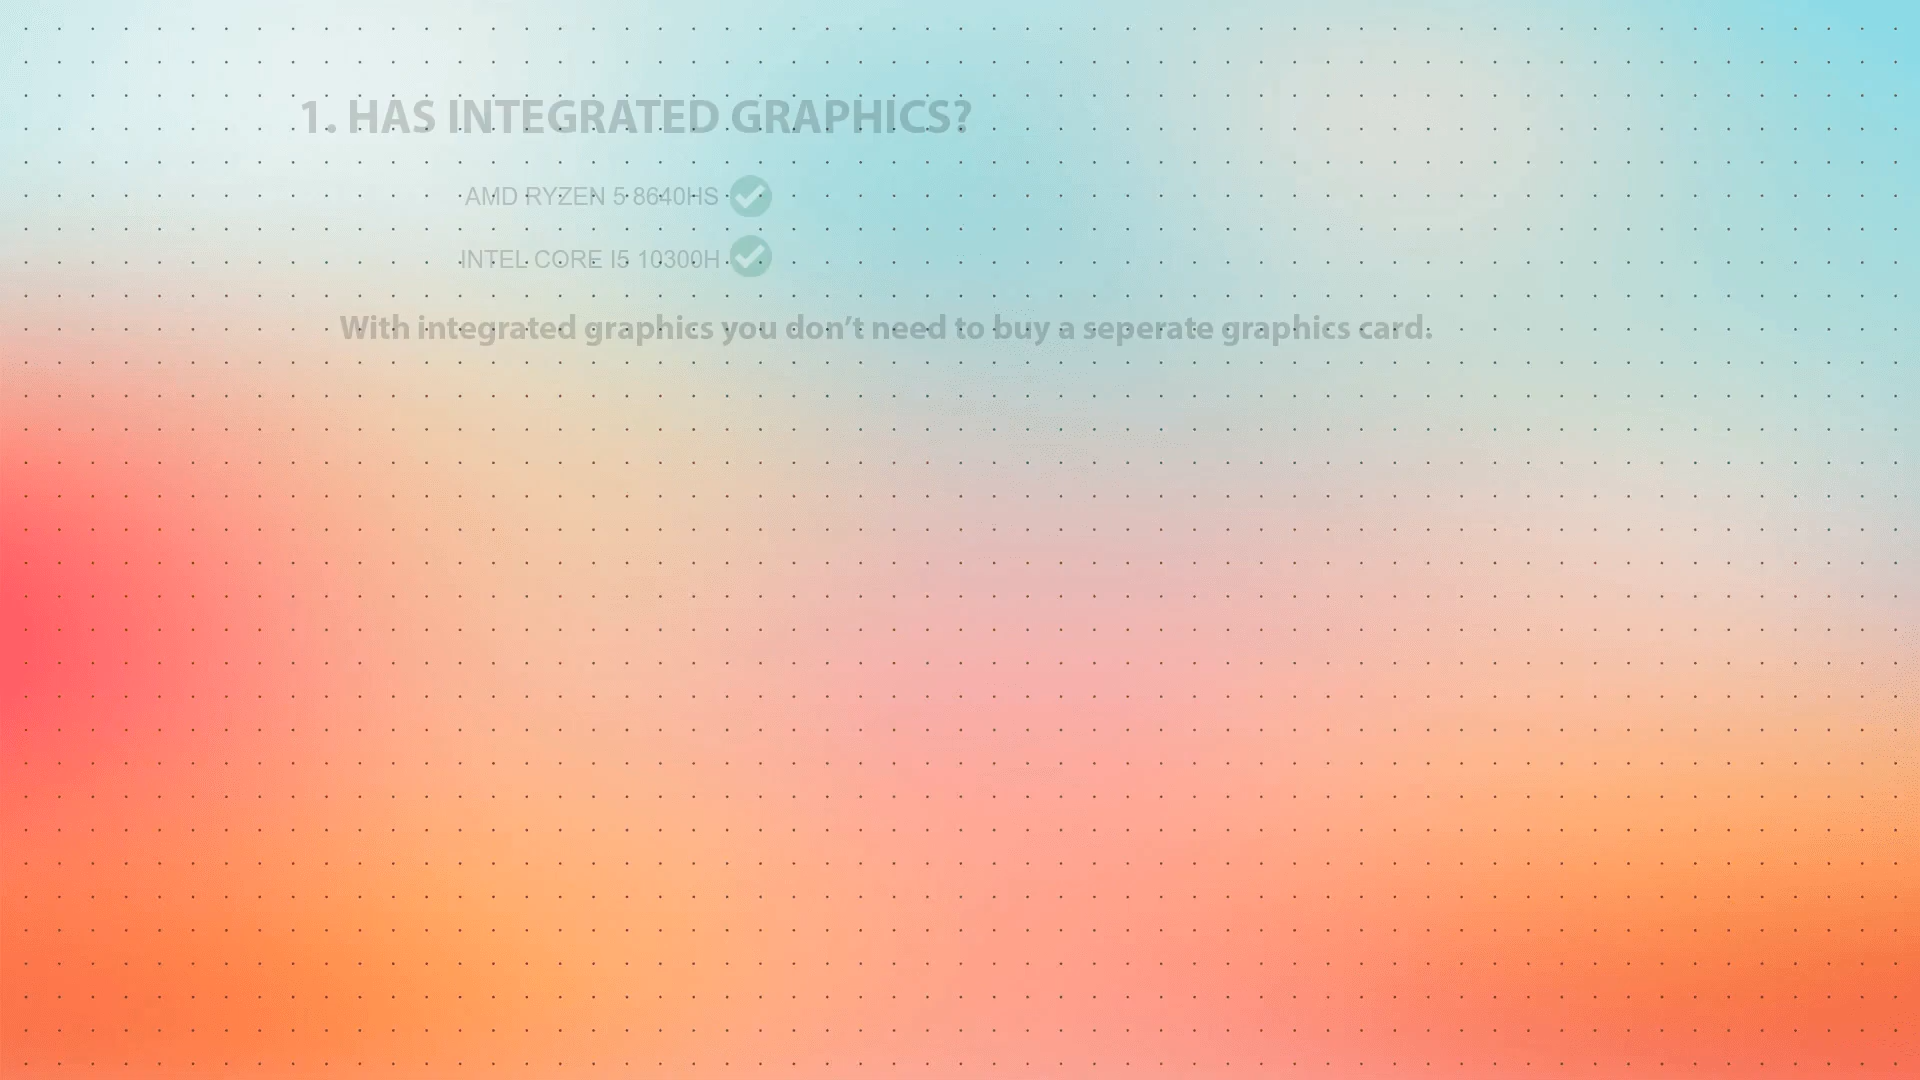 1. HAS INTEGRATED GRAPHICS?
AMD RYZEN 5 8640HS
INTEL CORE I5 10300H
With integrated graphics you don’t need to buy a seperate graphics card.